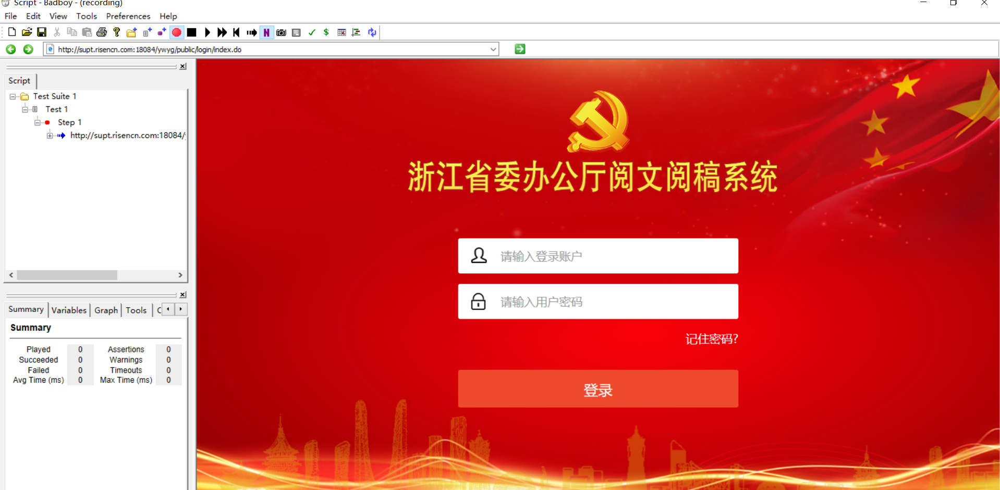 Script - Badboy - (recording)
File Edit View Tools Preferences Help
http://supt.risencn.com:18084/ywyg/public/login/index.do
Script
Test Suite 1
Test 1
Step 1
http://supt.risencn.com:18084/
Summary Variables Graph Tools
Summary
Played 0 Assertions 0
Succeeded 0 Warnings 0
Failed 0 Timeouts 0
Avg Time (ms) 0 Max Time (ms) 0
浙江省委办公厅阅文阅稿系统
请输入登录账户
请输入用户密码
记住密码?
登录